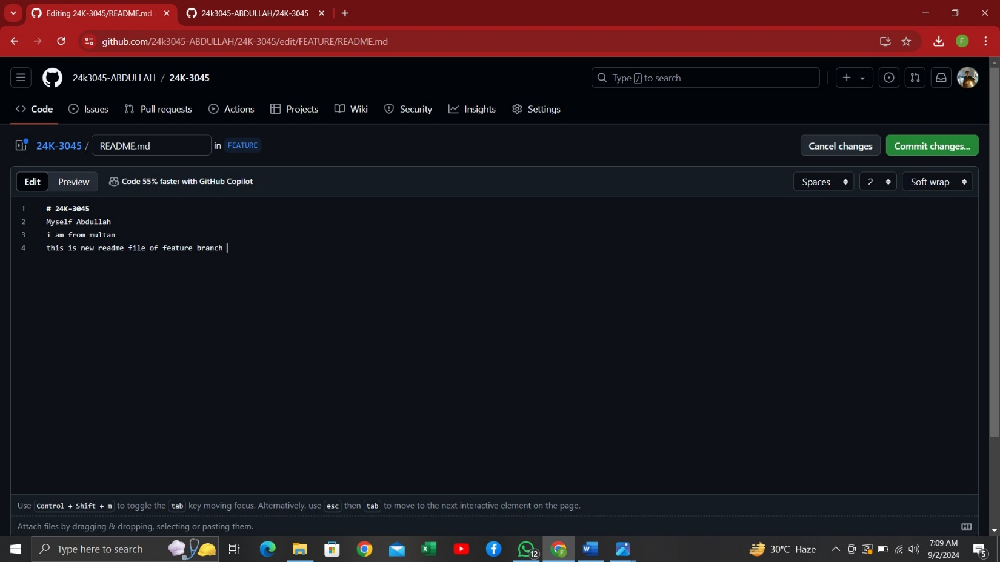 Editing 24K-3045/README.md
24k3045-ABDULLAH/24K-3045
github.com/24k3045-ABDULLAH/24K-3045/edit/FEATURE/README.md
F
24k3045-ABDULLAH / 24K-3045
Type / to search
Code
Issues
Pull requests
Actions
Projects
Wiki
Security
Insights
Settings
24K-3045 / README.md in FEATURE
Cancel changes
Commit changes...
Edit
Preview
Code 55% faster with GitHub Copilot
Spaces
2
Soft wrap
1 # 24K-3045
2 Myself Abdullah
3 i am from multan
4 this is new readme file of feature branch
Use Control + Shift + m to toggle the tab key moving focus. Alternatively, use esc then tab to move to the next interactive element on the page.
Attach files by dragging & dropping, selecting or pasting them.
Type here to search
12
F
30°C Haze
7:09 AM
9/2/2024
5